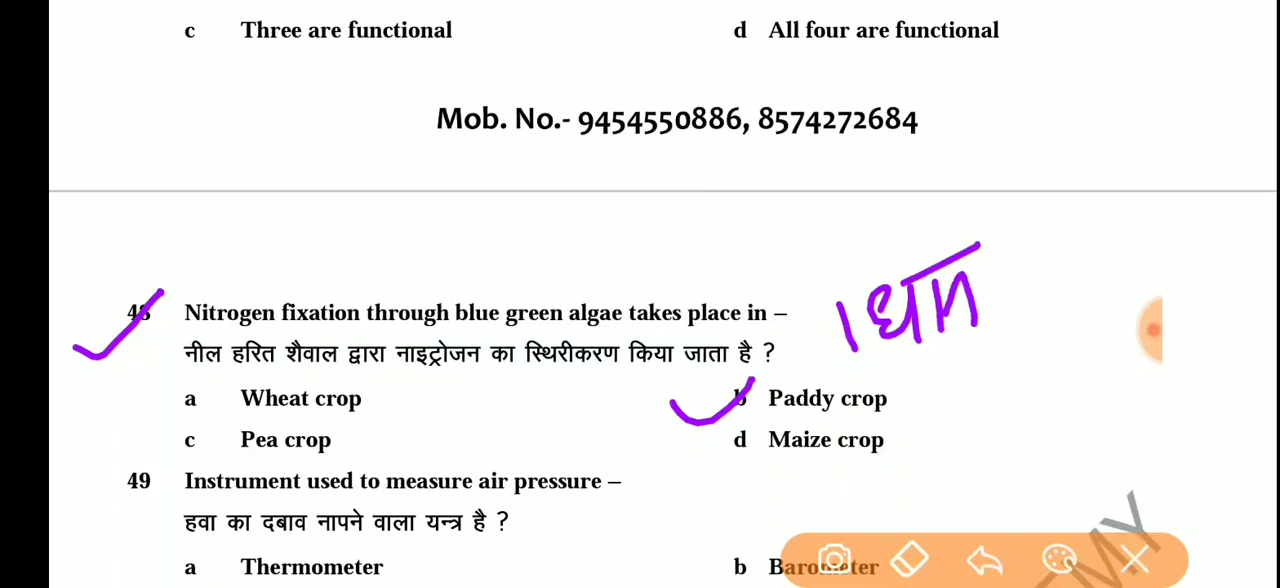 c Three are functional d All four are functional
Mob. No.- 9454550886, 8574272684
48 Nitrogen fixation through blue green algae takes place in –
नील हरित शैवाल द्वारा नाइट्रोजन का स्थिरीकरण किया जाता है ?
a Wheat crop b Paddy crop
c Pea crop d Maize crop
49 Instrument used to measure air pressure –
हवा का दबाव नापने वाला यन्त्र है ?
a Thermometer b Barometer